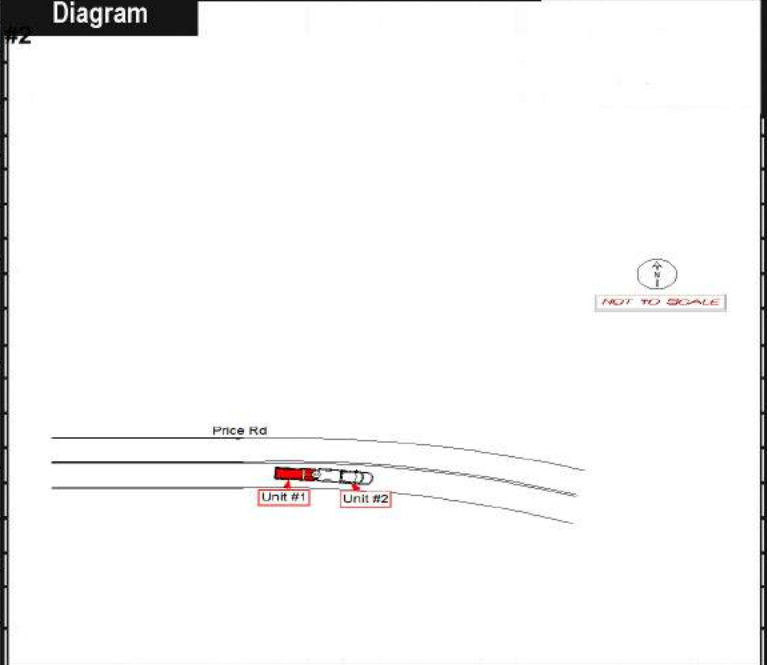 Diagram
#2
N
NOT TO SCALE
Price Rd
Unit #1
Unit #2